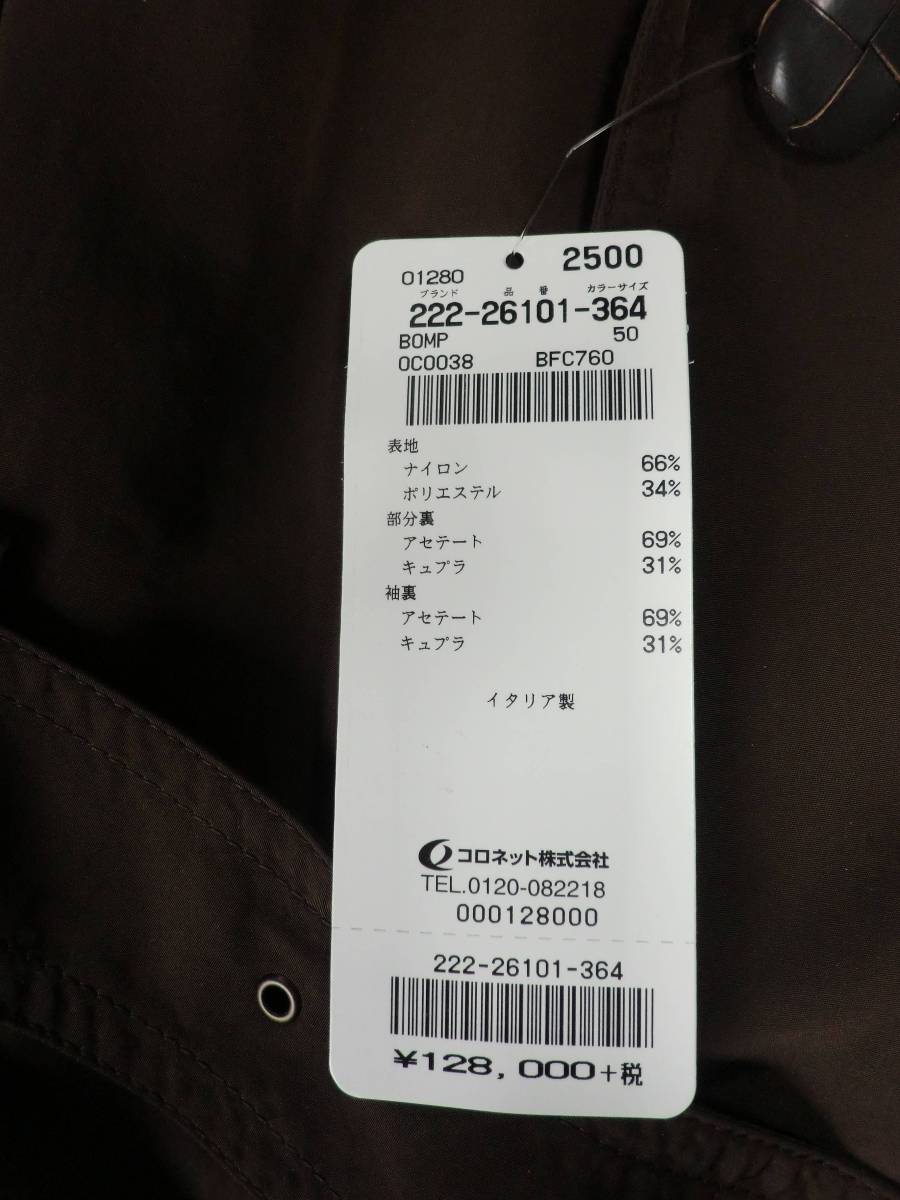 01280 2500
ブランド 品番 カラーサイズ
222-26101-364
BOMP 50
0C0038 BFC760
表地
ナイロン 66%
ポリエステル 34%
部分裏
アセテート 69%
キュプラ 31%
袖裏
アセテート 69%
キュプラ 31%
イタリア製
コロネット株式会社
TEL.0120-082218
000128000
222-26101-364
¥128,000+税